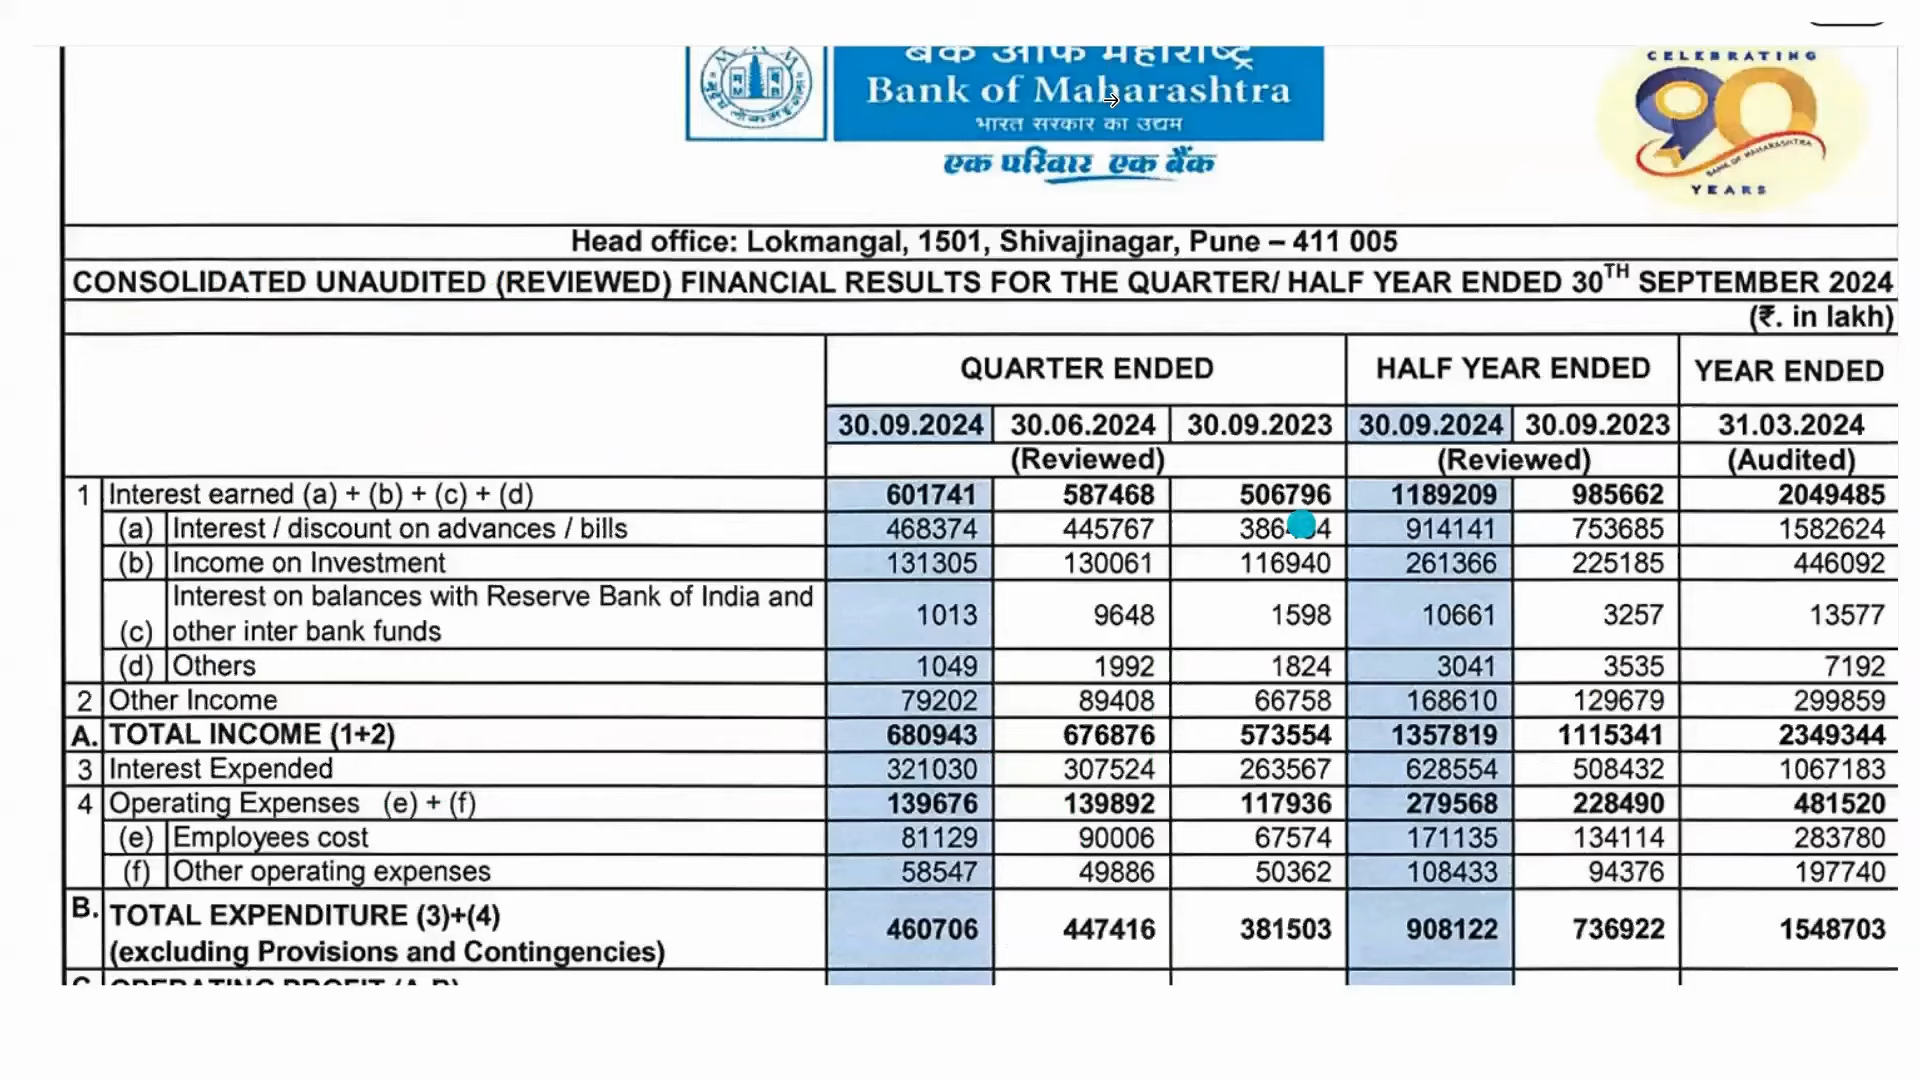 बैंक ऑफ महाराष्ट्र
Bank of Maharashtra
भारत सरकार का उद्यम
एक परिवार एक बैंक
CELEBRATING
90
BANK OF MAHARASHTRA
YEARS
Head office: Lokmangal, 1501, Shivajinagar, Pune – 411 005
CONSOLIDATED UNAUDITED (REVIEWED) FINANCIAL RESULTS FOR THE QUARTER/ HALF YEAR ENDED 30TH SEPTEMBER 2024
(₹. in lakh)
QUARTER ENDED HALF YEAR ENDED YEAR ENDED
30.09.2024 30.06.2024 30.09.2023 30.09.2024 30.09.2023 31.03.2024
(Reviewed) (Reviewed) (Audited)
1 Interest earned (a) + (b) + (c) + (d) 601741 587468 506796 1189209 985662 2049485
(a) Interest / discount on advances / bills 468374 445767 914141 753685 1582624
(b) Income on Investment 131305 130061 116940 261366 225185 446092
(c) Interest on balances with Reserve Bank of India and
other inter bank funds 1013 9648 1598 10661 3257 13577
(d) Others 1049 1992 1824 3041 3535 7192
2 Other Income 79202 89408 66758 168610 129679 299859
A. TOTAL INCOME (1+2) 680943 676876 573554 1357819 1115341 2349344
3 Interest Expended 321030 307524 263567 628554 508432 1067183
4 Operating Expenses (e) + (f) 139676 139892 117936 279568 228490 481520
(e) Employees cost 81129 90006 67574 171135 134114 283780
(f) Other operating expenses 58547 49886 50362 108433 94376 197740
B. TOTAL EXPENDITURE (3)+(4)
(excluding Provisions and Contingencies) 460706 447416 381503 908122 736922 1548703
C. OPERATING PROFIT (A-B)